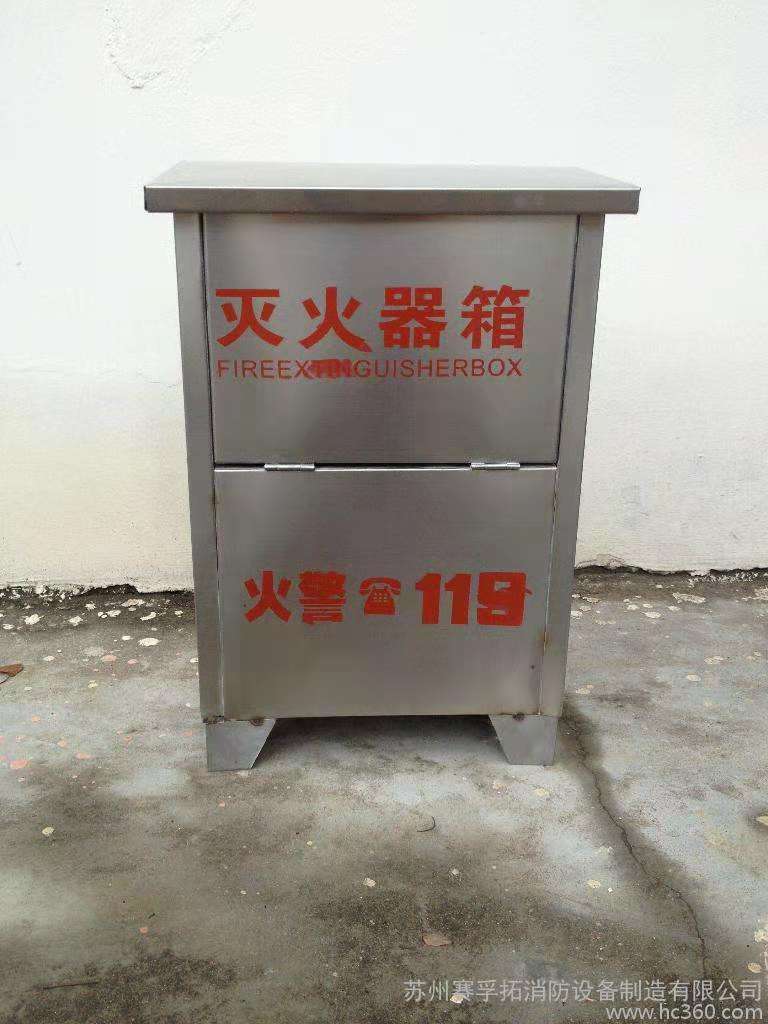 灭火器箱
FIREEXTINGUISHERBOX
火警☎119
苏州赛孚拓消防设备制造有限公司
www.hc360.com